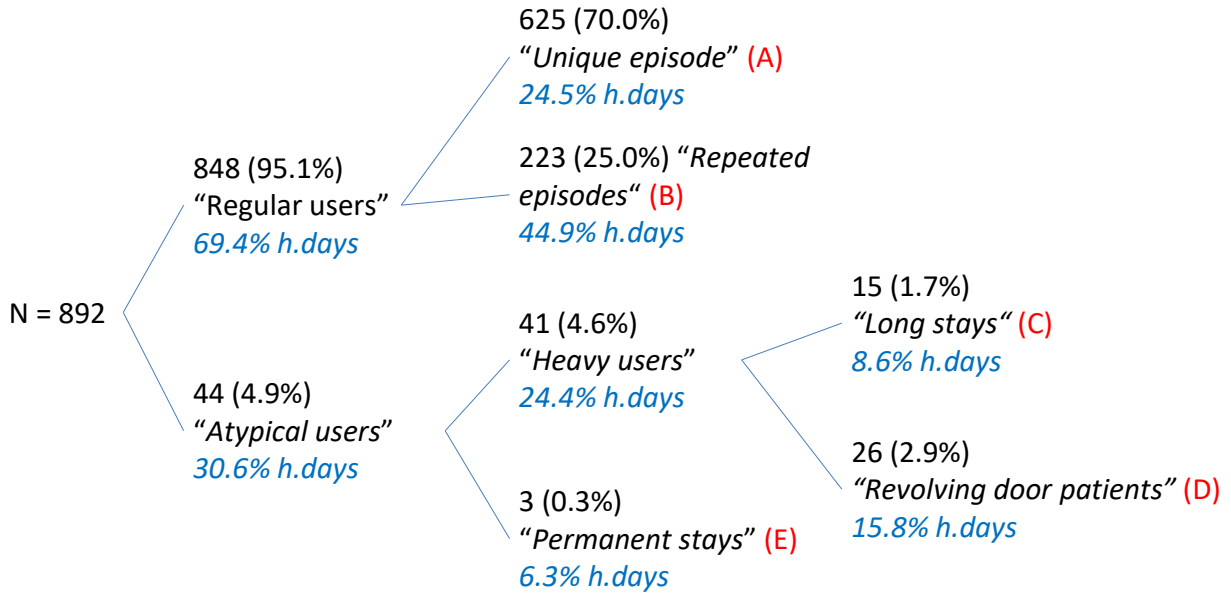 N = 892
848 (95.1%)
“Regular users”
69.4% h.days
44 (4.9%)
“Atypical users”
30.6% h.days
625 (70.0%)
“Unique episode” (A)
24.5% h.days
223 (25.0%) “Repeated
episodes“ (B)
44.9% h.days
41 (4.6%)
“Heavy users”
24.4% h.days
3 (0.3%)
“Permanent stays” (E)
6.3% h.days
15 (1.7%)
“Long stays“ (C)
8.6% h.days
26 (2.9%)
“Revolving door patients” (D)
15.8% h.days